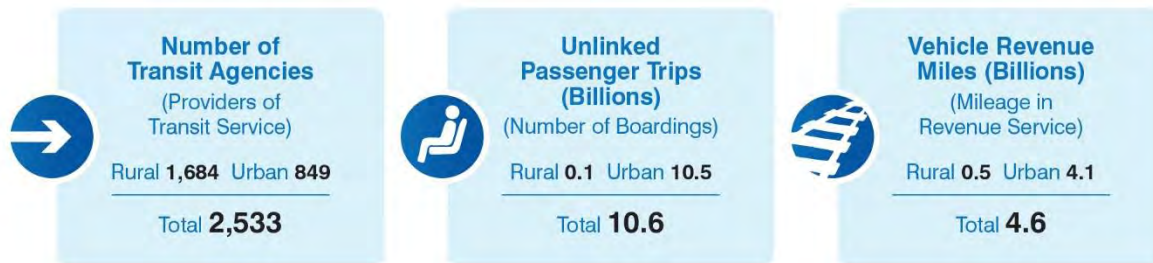 Number of
Transit Agencies
(Providers of
Transit Service)
Rural 1,684 Urban 849
Total 2,533
Unlinked
Passenger Trips
(Billions)
(Number of Boardings)
Rural 0.1 Urban 10.5
Total 10.6
Vehicle Revenue
Miles (Billions)
(Mileage in
Revenue Service)
Rural 0.5 Urban 4.1
Total 4.6